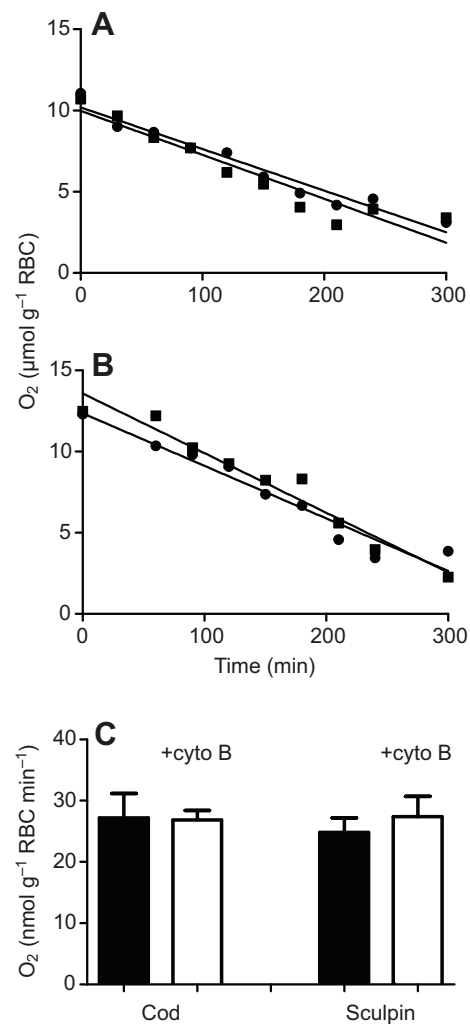 A
15
10
5
0
0 100 200 300
O₂ (µmol g⁻¹ RBC)
B
15
10
5
0
0 100 200 300
Time (min)
C
40
30
20
10
0
+cyto B +cyto B
O₂ (nmol g⁻¹ RBC min⁻¹)
Cod Sculpin